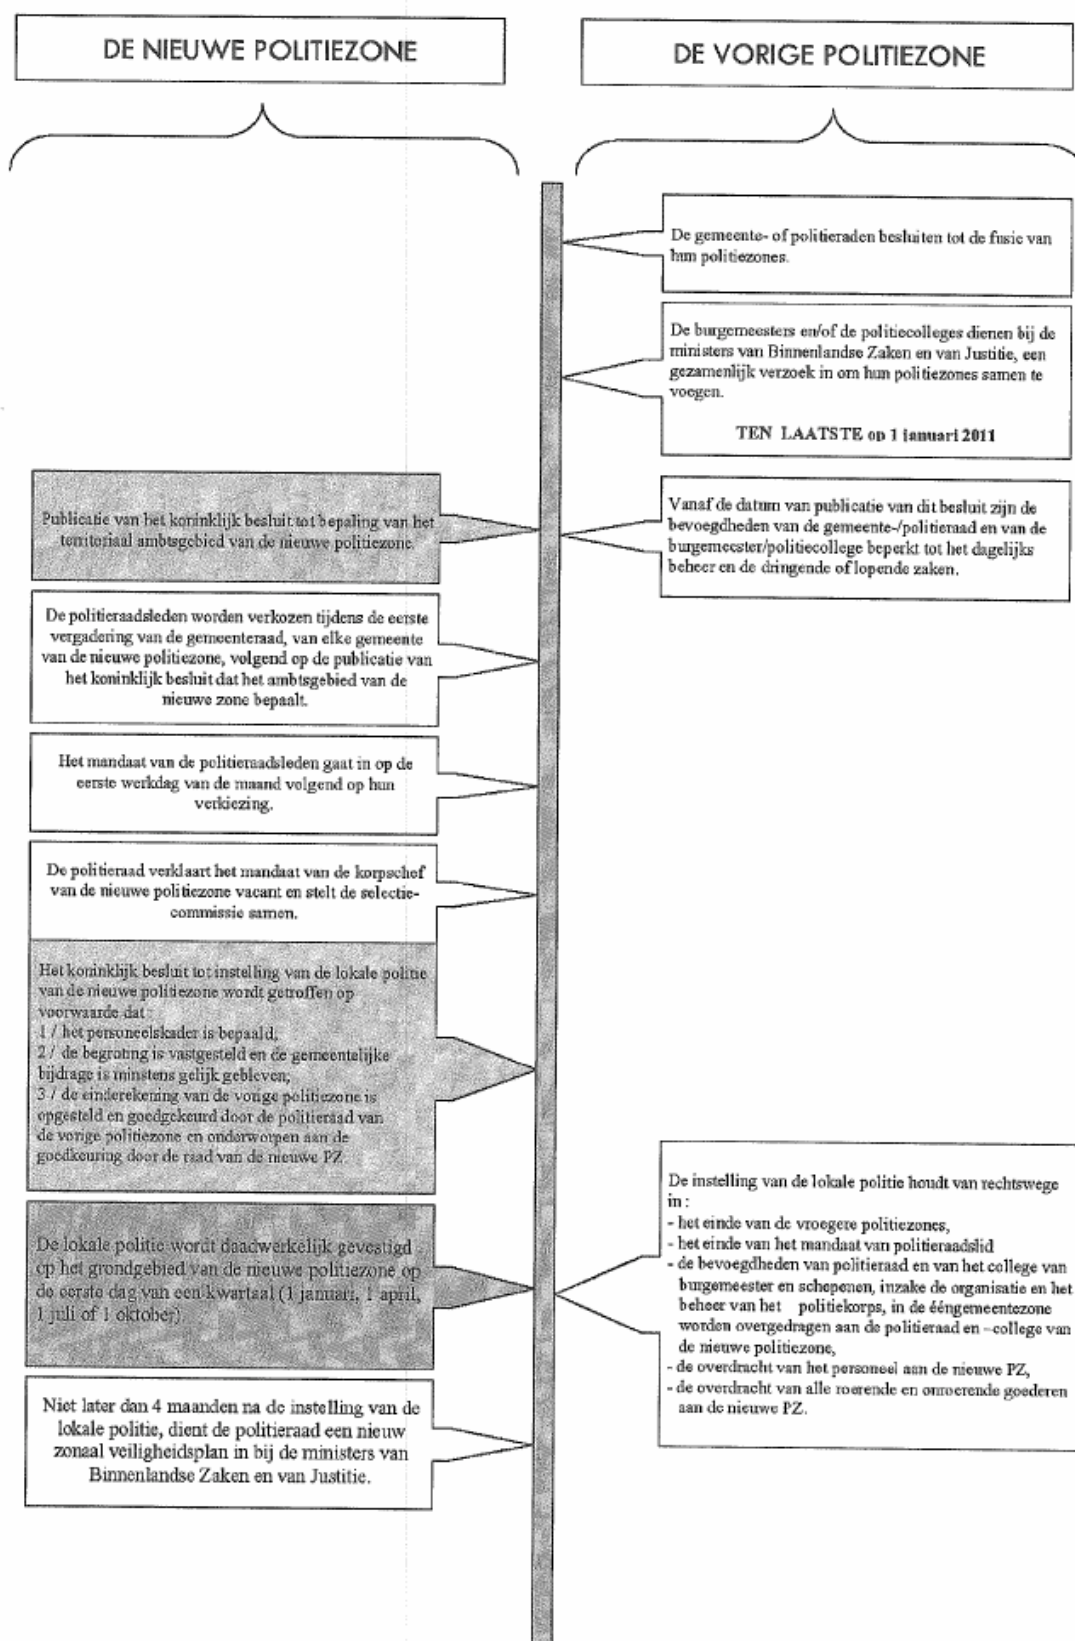 DE NIEUWE POLITIEZONE
DE VORIGE POLITIEZONE
De gemeente- of politieraden besluiten tot de fusie van
hun politiezones.
De burgemeesters en/of de politiecolleges dienen bij de
ministers van Binnenlandse Zaken en van Justitie, een
gezamenlijk verzoek in om hun politiezones samen te
voegen.
TEN LAATSTE op 1 januari 2011
Publicatie van het koninklijk besluit tot bepaling van het
territoriaal ambtsgebied van de nieuwe politiezone.
Vanaf de datum van publicatie van dit besluit zijn de
bevoegdheden van de gemeente-/politieraad en van de
burgemeester/politiecollege beperkt tot het dagelijks
beheer en de dringende of lopende zaken.
De politieraadsleden worden verkozen tijdens de eerste
vergadering van de gemeenteraad, van elke gemeente
van de nieuwe politiezone, volgend op de publicatie van
het koninklijk besluit dat het ambtsgebied van de
nieuwe zone bepaalt.
Het mandaat van de politieraadsleden gaat in op de
eerste werkdag van de maand volgend op hun
verkiezing.
De politieraad verklaart het mandaat van de korpschef
van de nieuwe politiezone vacant en stelt de selectie-
commissie samen.
Het koninklijk besluit tot instelling van de lokale politie
van de nieuwe politiezone wordt getroffen op
voorwaarde dat :
1 / het personeelskader is bepaald;
2 / de begroting is vastgesteld en de gemeentelijke
bijdrage is minstens gelijk gebleven;
3 / de einderekening van de vorige politiezone is
opgesteld en goedgekeurd door de politieraad van
de vorige politiezone en onderworpen aan de
goedkeuring door de raad van de nieuwe PZ.
De lokale politie wordt daadwerkelijk gevestigd
op het grondgebied van de nieuwe politiezone op
de eerste dag van een kwartaal (1 januari, 1 april,
1 juli of 1 oktober).
De instelling van de lokale politie houdt van rechtswege
in :
- het einde van de vroegere politiezones,
- het einde van het mandaat van politieraadslid
- de bevoegdheden van politieraad en van het college van
burgemeester en schepenen, inzake de organisatie en het
beheer van het politiekorps, in de ééngemeentezone
worden overgedragen aan de politieraad en –college van
de nieuwe politiezone,
- de overdracht van het personeel aan de nieuwe PZ,
- de overdracht van alle roerende en onroerende goederen
aan de nieuwe PZ.
Niet later dan 4 maanden na de instelling van de
lokale politie, dient de politieraad een nieuw
zonaal veiligheidsplan in bij de ministers van
Binnenlandse Zaken en van Justitie.